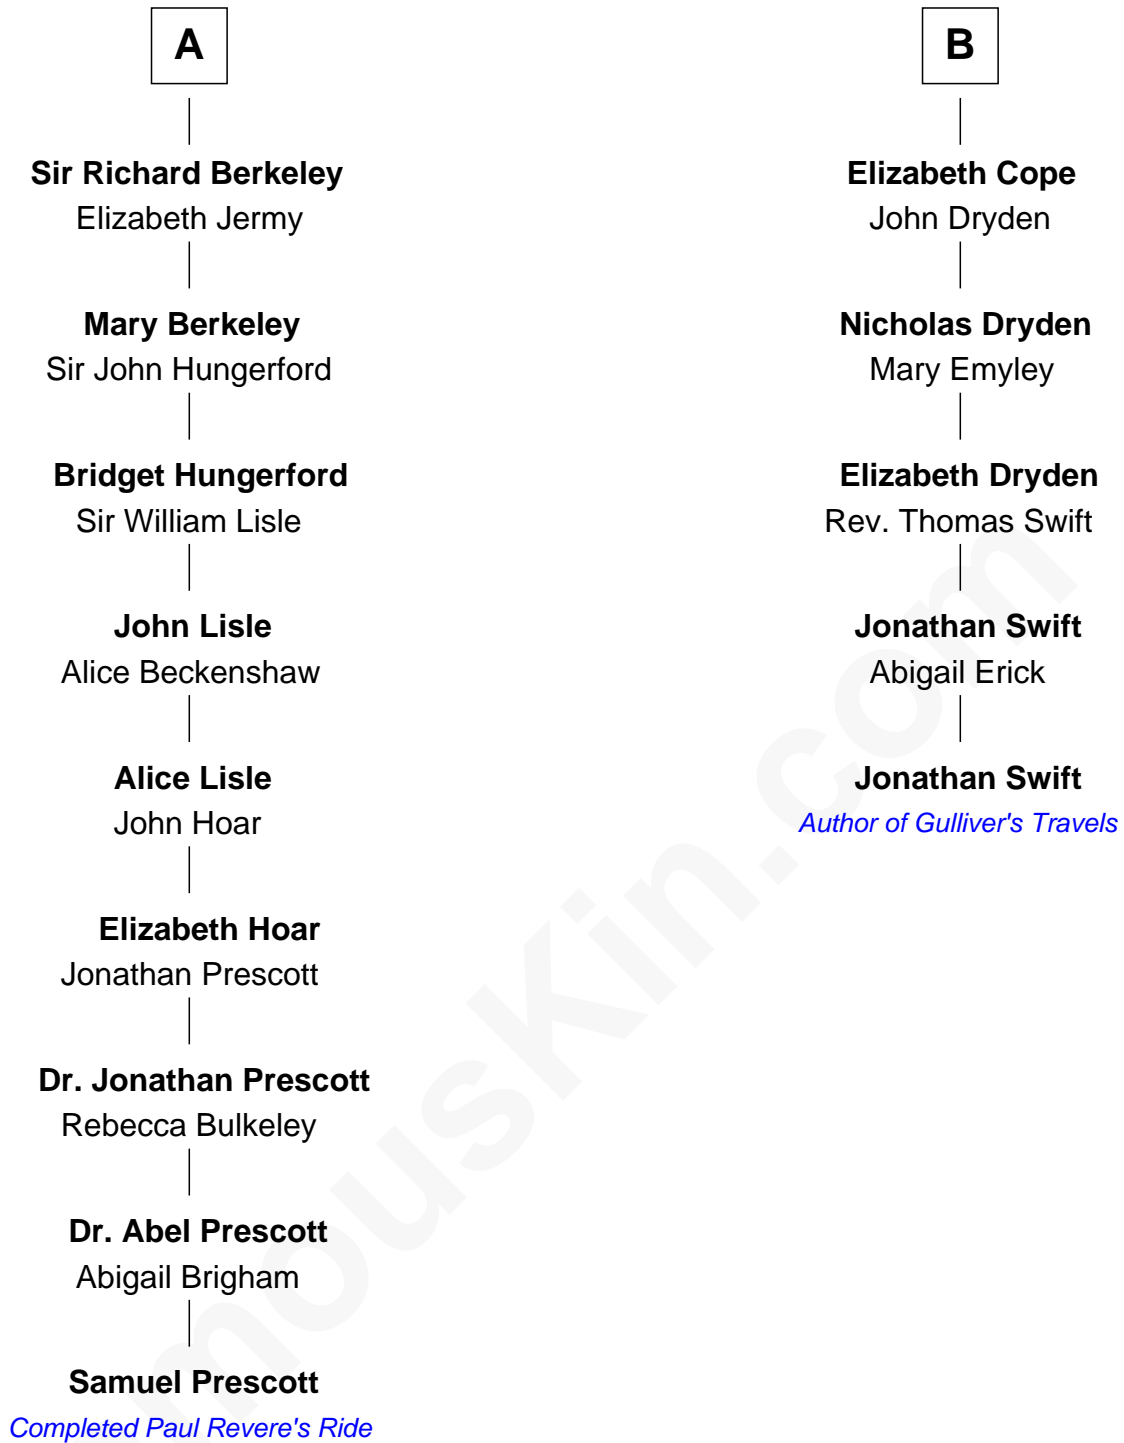 A
Sir Richard Berkeley
Elizabeth Jermy
Mary Berkeley
Sir John Hungerford
Bridget Hungerford
Sir William Lisle
John Lisle
Alice Beckenshaw
Alice Lisle
John Hoar
Elizabeth Hoar
Jonathan Prescott
Dr. Jonathan Prescott
Rebecca Bulkeley
Dr. Abel Prescott
Abigail Brigham
Samuel Prescott
Completed Paul Revere's Ride
B
Elizabeth Cope
John Dryden
Nicholas Dryden
Mary Emyley
Elizabeth Dryden
Rev. Thomas Swift
Jonathan Swift
Abigail Erick
Jonathan Swift
Author of Gulliver's Travels
mousKin.com